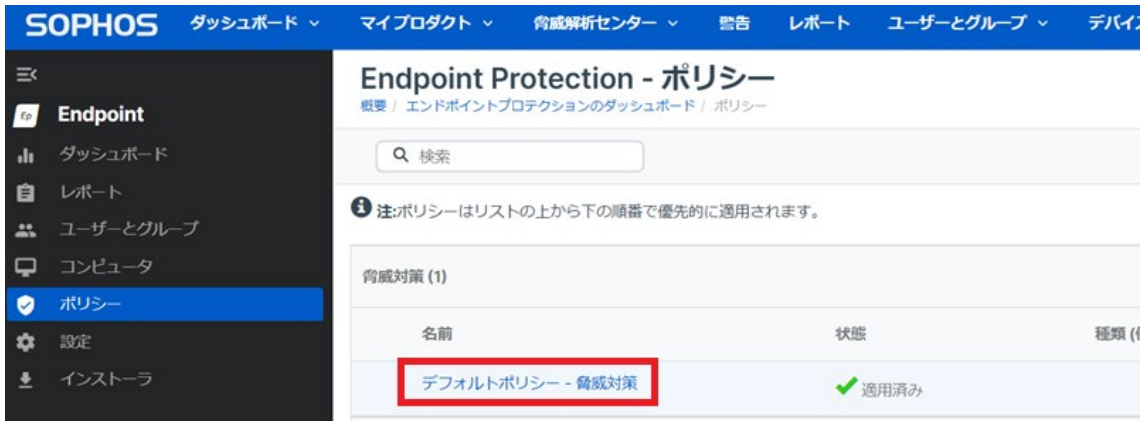 SOPHOS ダッシュボード マイプロダクト 脅威解析センター 警告 レポート ユーザーとグループ デバイ
Endpoint Protection - ポリシー
概要 / エンドポイントプロテクションのダッシュボード / ポリシー
Ep Endpoint
ダッシュボード
レポート
ユーザーとグループ
コンピュータ
ポリシー
設定
インストーラ
検索
注:ポリシーはリストの上から下の順番で優先的に適用されます。
脅威対策 (1)
名前 状態 種類 (
デフォルトポリシー - 脅威対策 適用済み